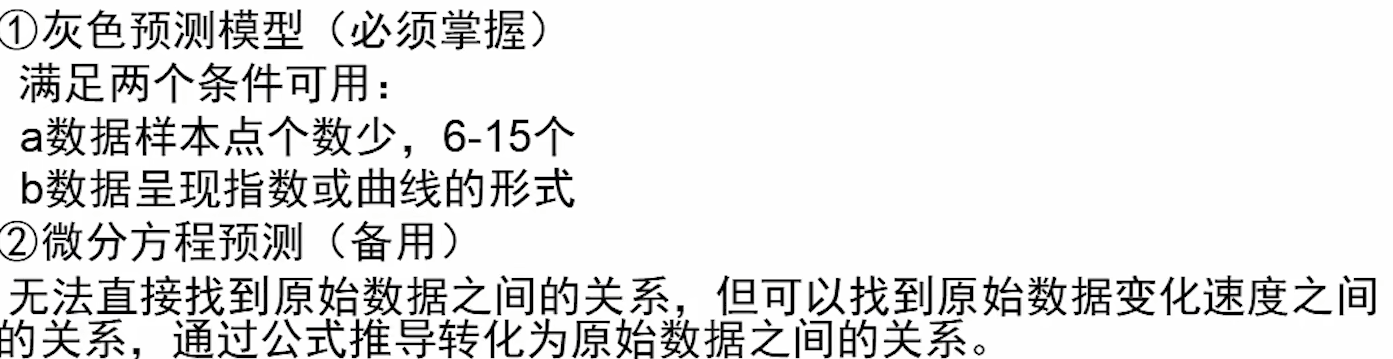 ①灰色预测模型（必须掌握）
满足两个条件可用：
a数据样本点个数少，6-15个
b数据呈现指数或曲线的形式
②微分方程预测（备用）
无法直接找到原始数据之间的关系，但可以找到原始数据变化速度之间
的关系，通过公式推导转化为原始数据之间的关系。